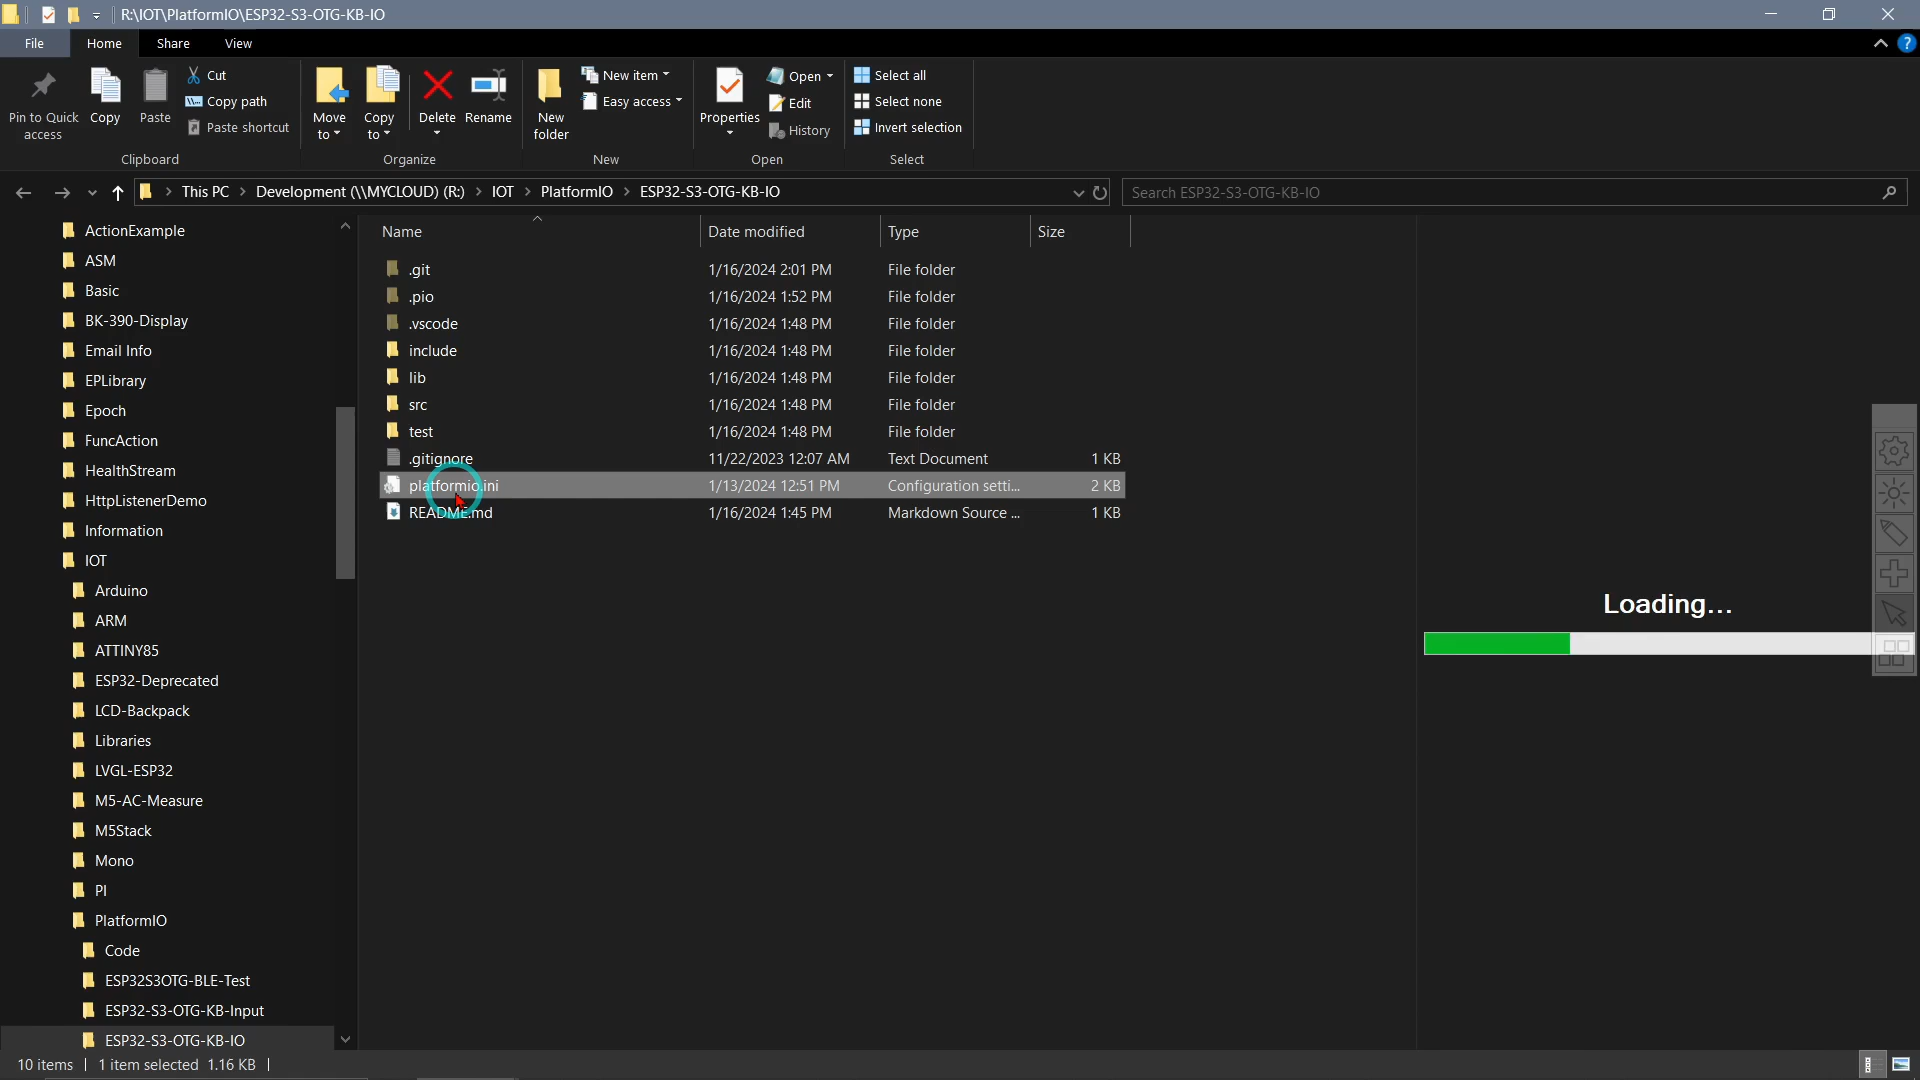 R:\IOT\PlatformIO\ESP32-S3-OTG-KB-IO
File Home Share View
Pin to Quick access
Copy
Paste
Cut
Copy path
Paste shortcut
Clipboard
Move to
Copy to
Delete
Rename
Organize
New folder
New item
Easy access
New
Properties
Open
Edit
History
Open
Select all
Select none
Invert selection
Select
This PC > Development (\\MYCLOUD) (R:) > IOT > PlatformIO > ESP32-S3-OTG-KB-IO
Search ESP32-S3-OTG-KB-IO
ActionExample
ASM
Basic
BK-390-Display
Email Info
EPLibrary
Epoch
FuncAction
HealthStream
HttpListenerDemo
Information
IOT
Arduino
ARM
ATTINY85
ESP32-Deprecated
LCD-Backpack
Libraries
LVGL-ESP32
M5-AC-Measure
M5Stack
Mono
PI
PlatformIO
Code
ESP32S3OTG-BLE-Test
ESP32-S3-OTG-KB-Input
ESP32-S3-OTG-KB-IO
Name Date modified Type Size
.git 1/16/2024 2:01 PM File folder
.pio 1/16/2024 1:52 PM File folder
.vscode 1/16/2024 1:48 PM File folder
include 1/16/2024 1:48 PM File folder
lib 1/16/2024 1:48 PM File folder
src 1/16/2024 1:48 PM File folder
test 1/16/2024 1:48 PM File folder
.gitignore 11/22/2023 12:07 AM Text Document 1 KB
platformio.ini 1/13/2024 12:51 PM Configuration setti... 2 KB
README.md 1/16/2024 1:45 PM Markdown Source ... 1 KB
Loading...
10 items 1 item selected 1.16 KB